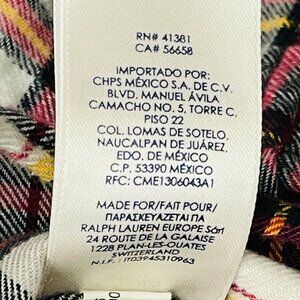 RN# 41381
CA# 56658
IMPORTADO POR:
CHPS MÉXICO S.A. DE C.V.
BLVD. MANUEL ÁVILA
CAMACHO NO. 5, TORRE C,
PISO 22
COL. LOMAS DE SOTELO,
NAUCALPAN DE JUÁREZ,
EDO. DE MÉXICO
C.P. 53390 MÉXICO
RFC: CME1306043A1
MADE FOR/FAIT POUR/
ΠΑΡΑΣΚΕΥΑΖΕΤΑΙ ΓΙΑ
RALPH LAUREN EUROPE Sàrl
24 ROUTE DE LA GALAISE
1228 PLAN-LES-OUATES
SWITZERLAND
N.I.F.: IT03945310963